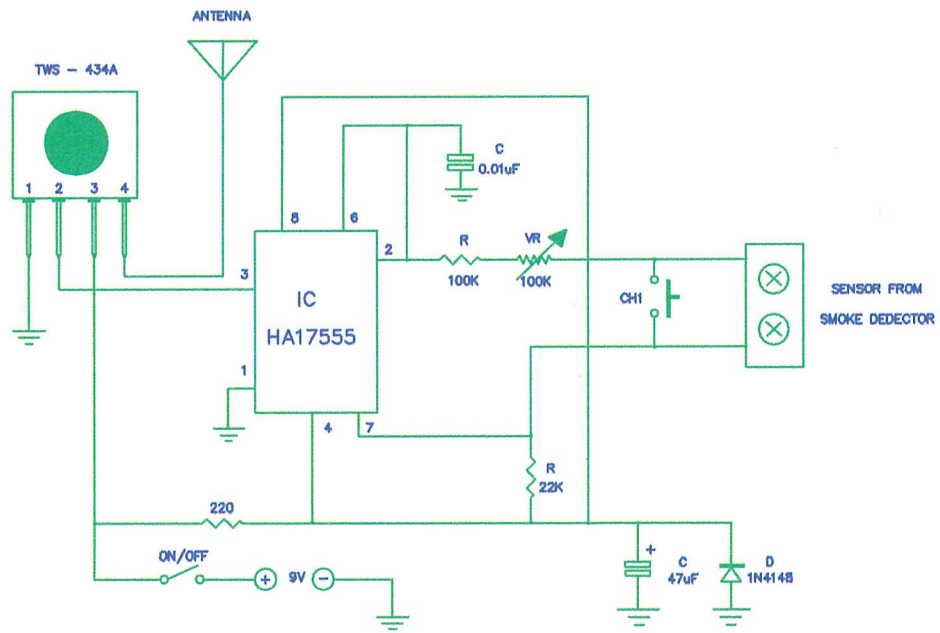 ANTENNA
TWS - 434A
1 2 3 4
8
6
C
0.01uF
2
R
100K
VR
100K
3
IC
HA17555
CH1
SENSOR FROM
SMOKE DEDECTOR
1
4
7
R
22K
220
ON/OFF
+ 9V -
+
C
47uF
D
1N4148